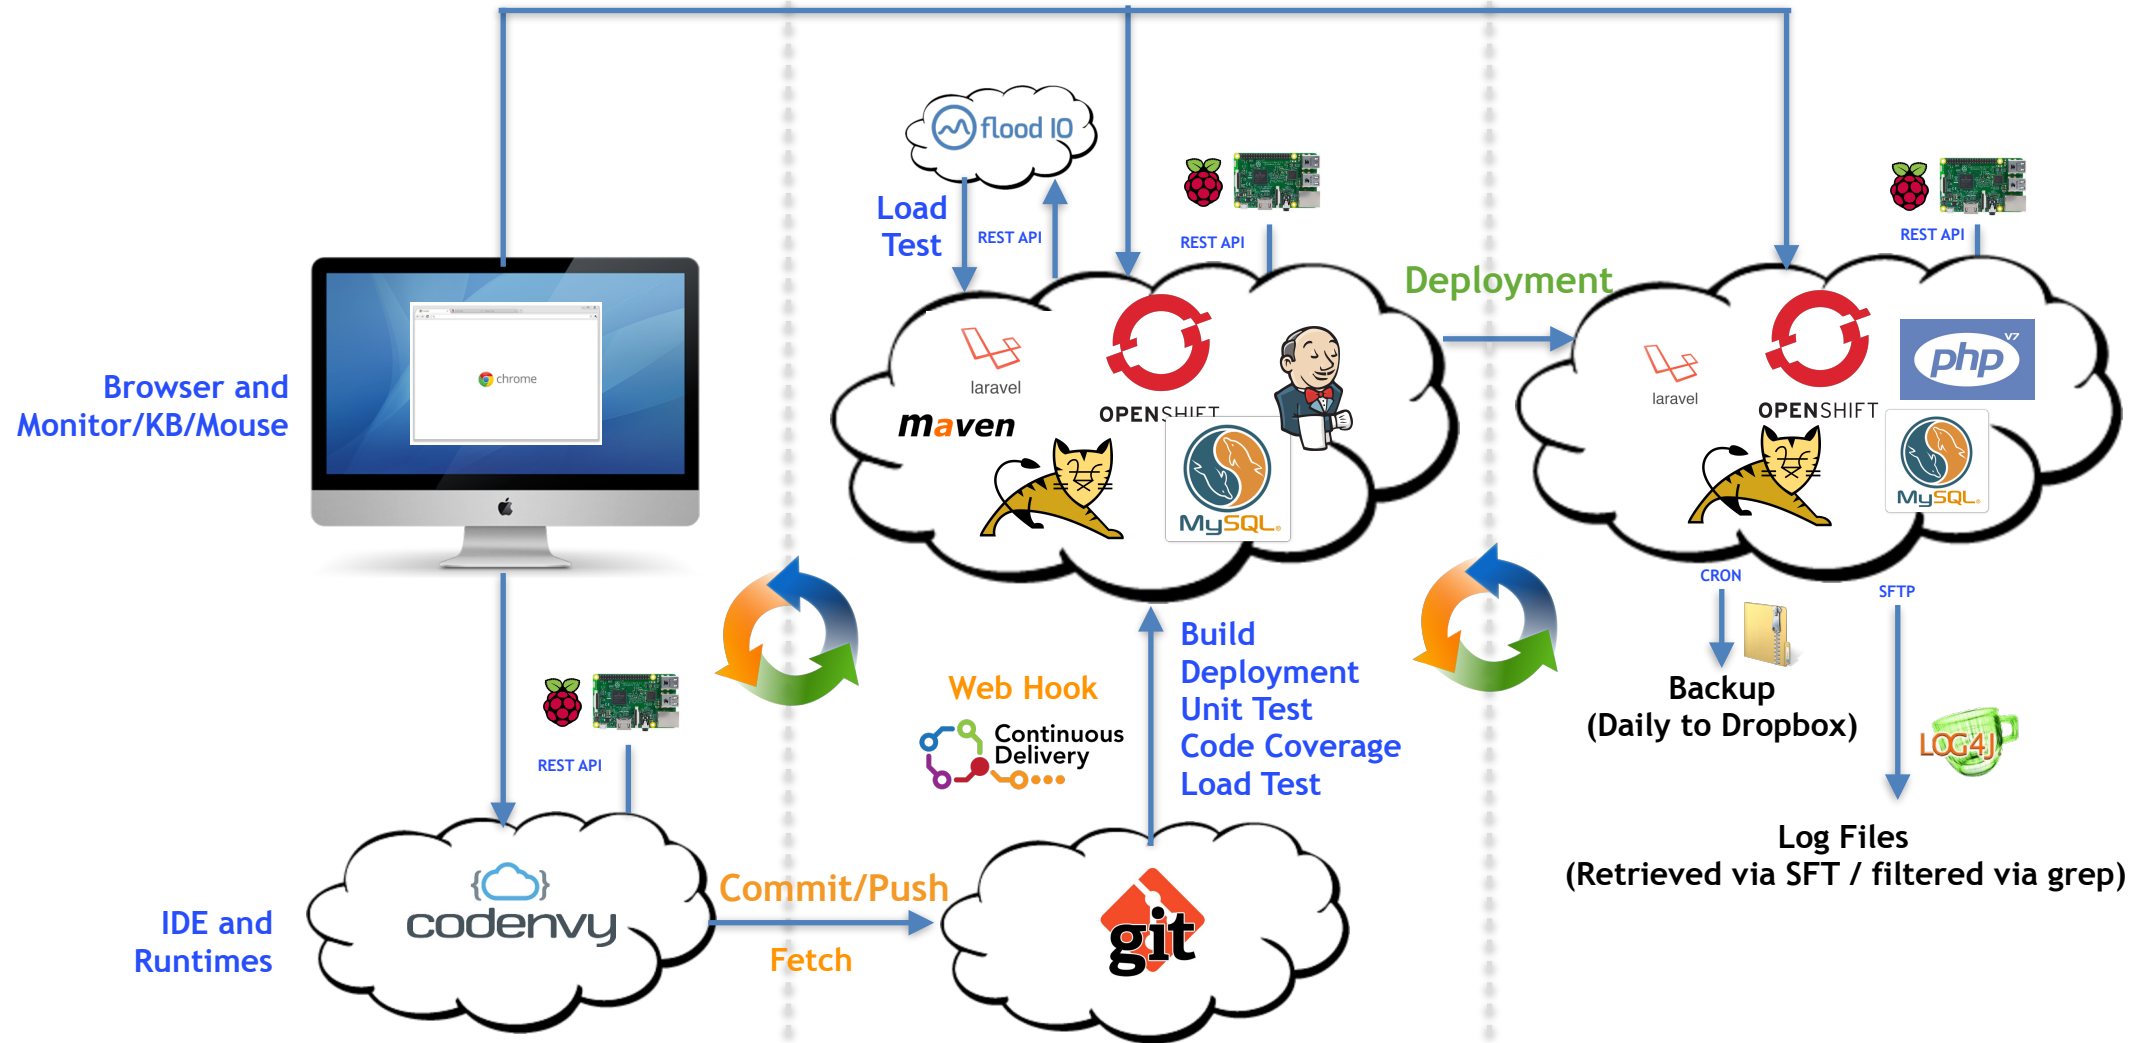 flood IO
Load
Test
REST API
REST API
REST API
Deployment
Browser and
Monitor/KB/Mouse
chrome
laravel
maven
OPENSHIFT
MySQL
laravel
OPENSHIFT
php
V7
MySQL
CRON
SFTP
Backup
(Daily to Dropbox)
LOG4J
Log Files
(Retrieved via SFT / filtered via grep)
Build
Deployment
Unit Test
Code Coverage
Load Test
Web Hook
Continuous
Delivery
REST API
{ }
codenvy
IDE and
Runtimes
Commit/Push
Fetch
git